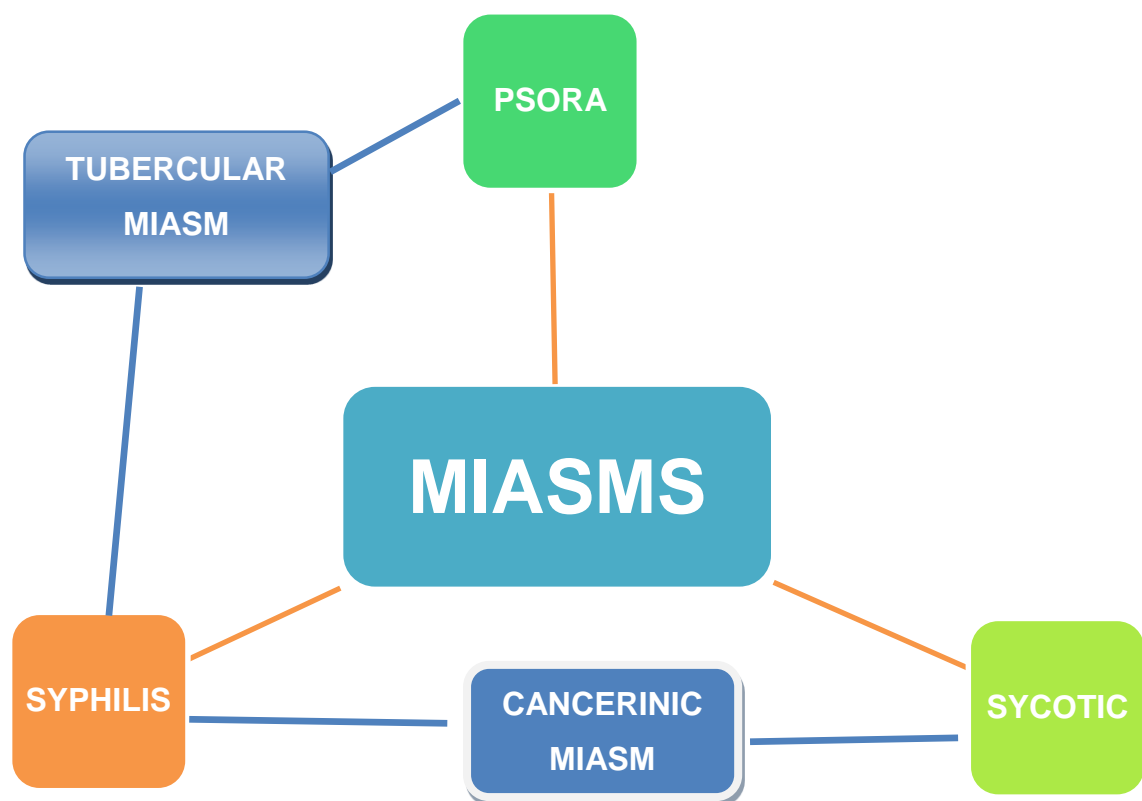 PSORA
TUBERCULAR
MIASM
MIASMS
SYPHILIS
CANCERINIC
MIASM
SYCOTIC